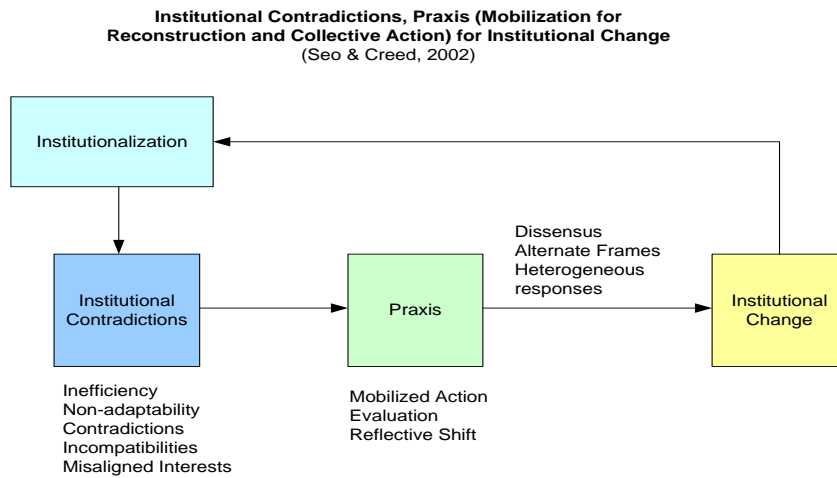 Institutional Contradictions, Praxis (Mobilization for
Reconstruction and Collective Action) for Institutional Change
(Seo & Creed, 2002)
Institutionalization
Institutional
Contradictions
Inefficiency
Non-adaptability
Contradictions
Incompatibilities
Misaligned Interests
Praxis
Mobilized Action
Evaluation
Reflective Shift
Dissensus
Alternate Frames
Heterogeneous
responses
Institutional
Change